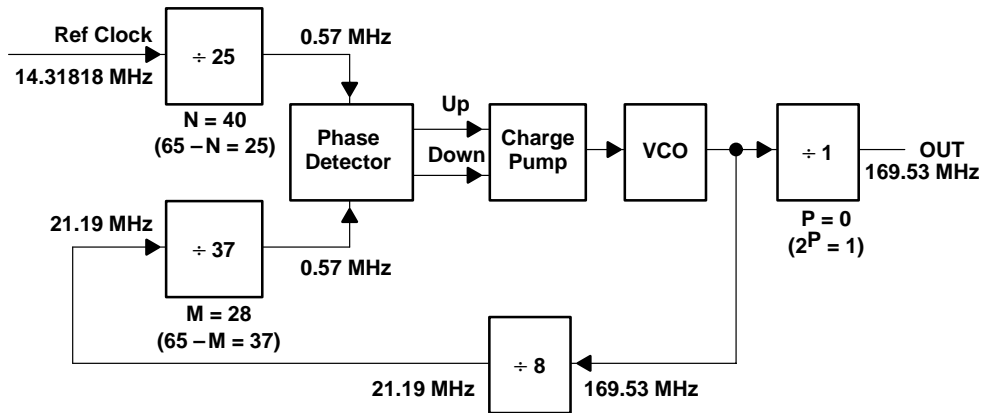 Ref Clock
14.31818 MHz
÷ 25
N = 40
(65 – N = 25)
0.57 MHz
Phase
Detector
Up
Down
Charge
Pump
VCO
÷ 1
OUT
169.53 MHz
P = 0
(2^P = 1)
21.19 MHz
÷ 37
0.57 MHz
M = 28
(65 – M = 37)
÷ 8
21.19 MHz
169.53 MHz